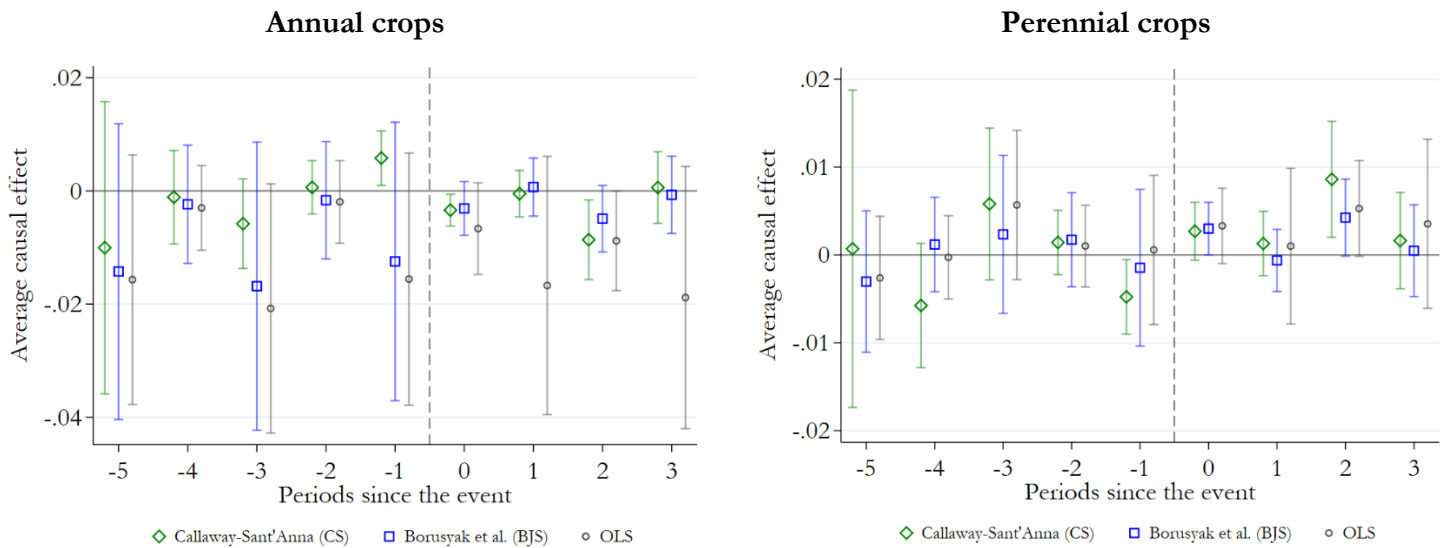 Annual crops
.02
0
-.02
-.04
Average causal effect
-5 -4 -3 -2 -1 0 1 2 3
Periods since the event
Callaway-Sant'Anna (CS) Borusyak et al. (BJS) OLS
Perennial crops
.02
.01
0
-.01
-.02
Average causal effect
-5 -4 -3 -2 -1 0 1 2 3
Periods since the event
Callaway-Sant'Anna (CS) Borusyak et al. (BJS) OLS